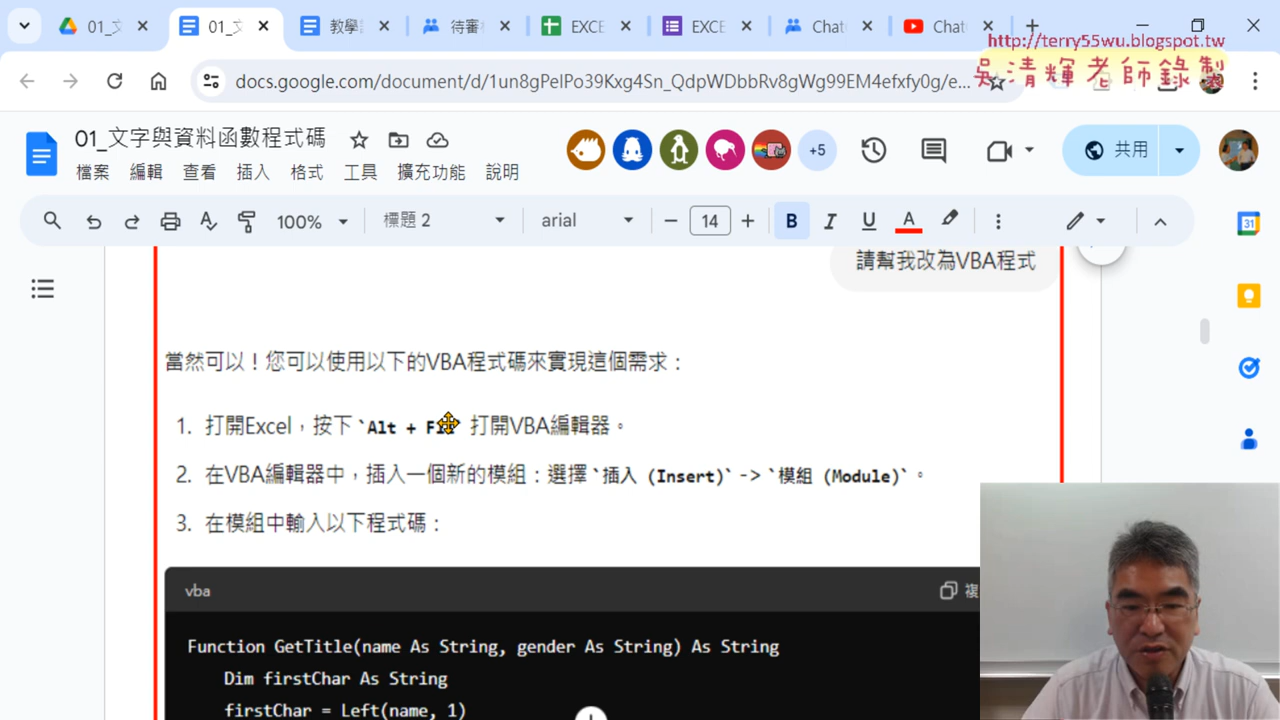 01_文
01_文
教學
待審
EXCE
EXCE
Chat
Chat
http://terry55wu.blogspot.tw
吳清輝老師錄製
docs.google.com/document/d/1un8gPelPo39Kxg4Sn_QdpWDbbRv8gWg99EM4efxfy0g/e...
01_文字與資料函數程式碼
+5
共用
檔案 編輯 查看 插入 格式 工具 擴充功能 說明
100% 標題 2 arial 14 B I U A
31
請幫我改為VBA程式
當然可以！您可以使用以下的VBA程式碼來實現這個需求：
1. 打開Excel，按下 `Alt + 打開VBA編輯器。
2. 在VBA編輯器中，插入一個新的模組：選擇 `插入 (Insert)` -> `模組 (Module)`。
3. 在模組中輸入以下程式碼：
vba
複
Function GetTitle(name As String, gender As String) As String
Dim firstChar As String
firstChar = Left(name, 1)